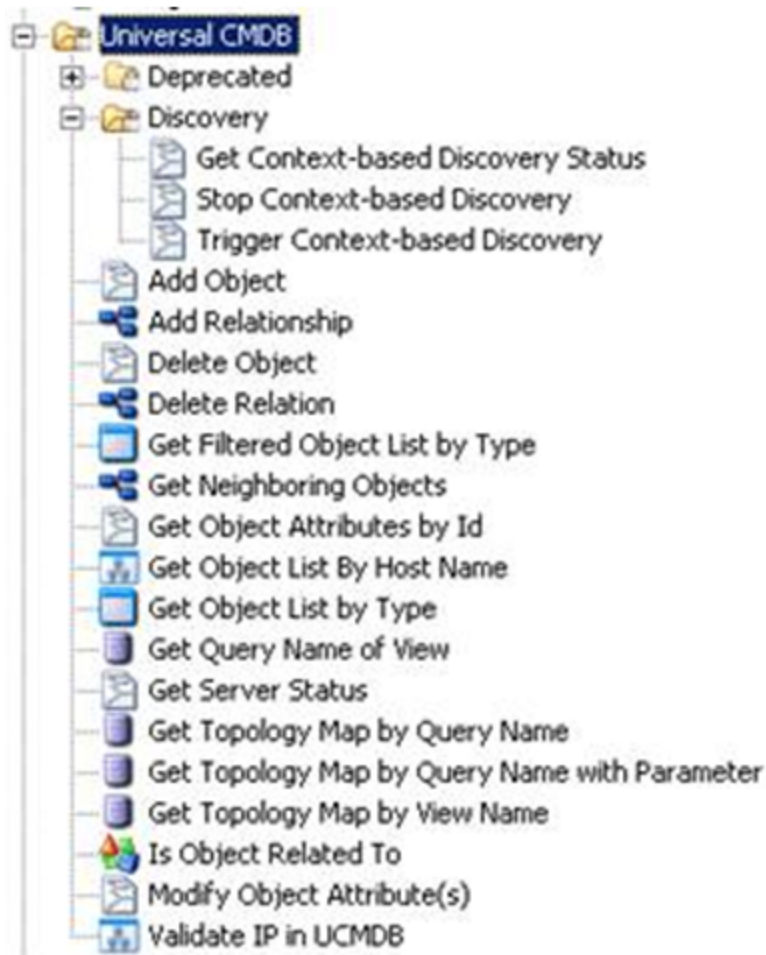 Universal CMDB
Deprecated
Discovery
Get Context-based Discovery Status
Stop Context-based Discovery
Trigger Context-based Discovery
Add Object
Add Relationship
Delete Object
Delete Relation
Get Filtered Object List by Type
Get Neighboring Objects
Get Object Attributes by Id
Get Object List By Host Name
Get Object List by Type
Get Query Name of View
Get Server Status
Get Topology Map by Query Name
Get Topology Map by Query Name with Parameter
Get Topology Map by View Name
Is Object Related To
Modify Object Attribute(s)
Validate IP in UCMDB